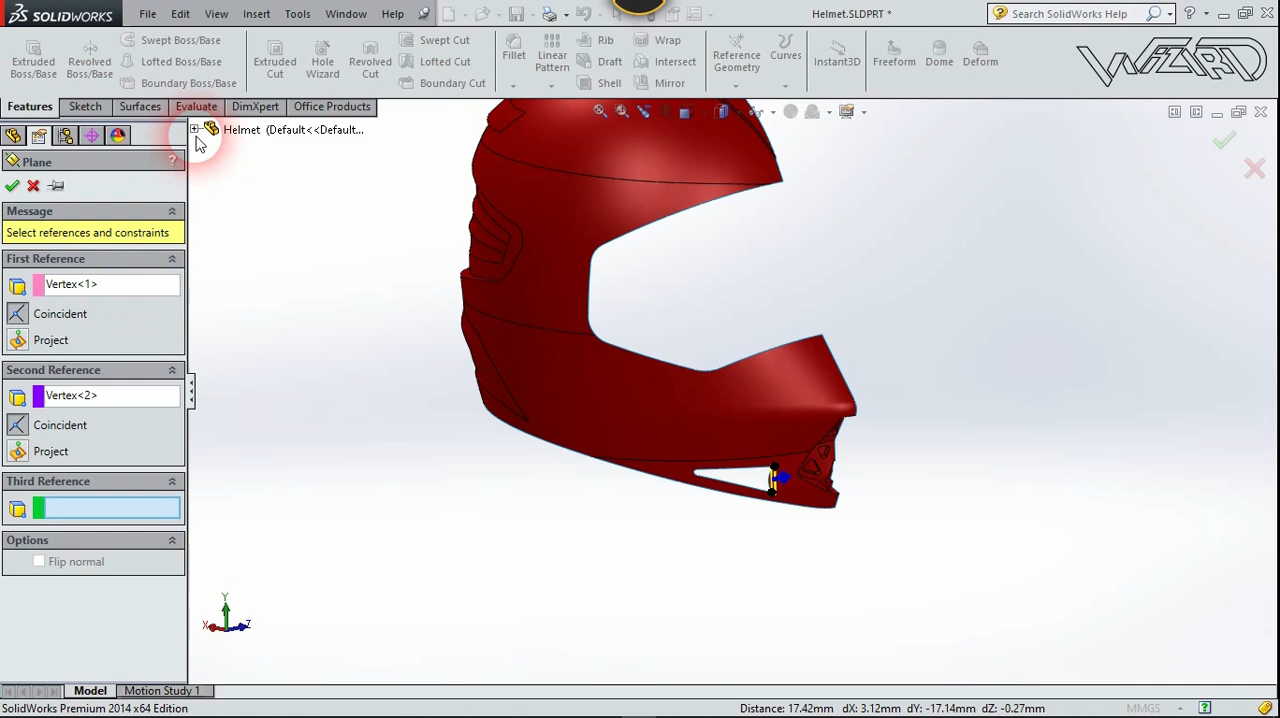 SOLIDWORKS File Edit View Insert Tools Window Help Helmet.SLDPRT * Search SolidWorks Help
Extruded Boss/Base
Revolved Boss/Base
Swept Boss/Base
Lofted Boss/Base
Boundary Boss/Base
Extruded Cut
Hole Wizard
Revolved Cut
Swept Cut
Lofted Cut
Boundary Cut
Fillet
Linear Pattern
Rib
Draft
Shell
Wrap
Intersect
Mirror
Reference Geometry
Curves
Instant3D
Freeform
Dome
Deform
WIZARD
Features Sketch Surfaces Evaluate DimXpert Office Products
Helmet (Default<<Default...
Plane ?
Message
Select references and constraints
First Reference
Vertex<1>
Coincident
Project
Second Reference
Vertex<2>
Coincident
Project
Third Reference
Options
Flip normal
Y
X
Z
Model Motion Study 1
SolidWorks Premium 2014 x64 Edition Distance: 17.42mm dX: 3.12mm dY: -17.14mm dZ: -0.27mm MMGS